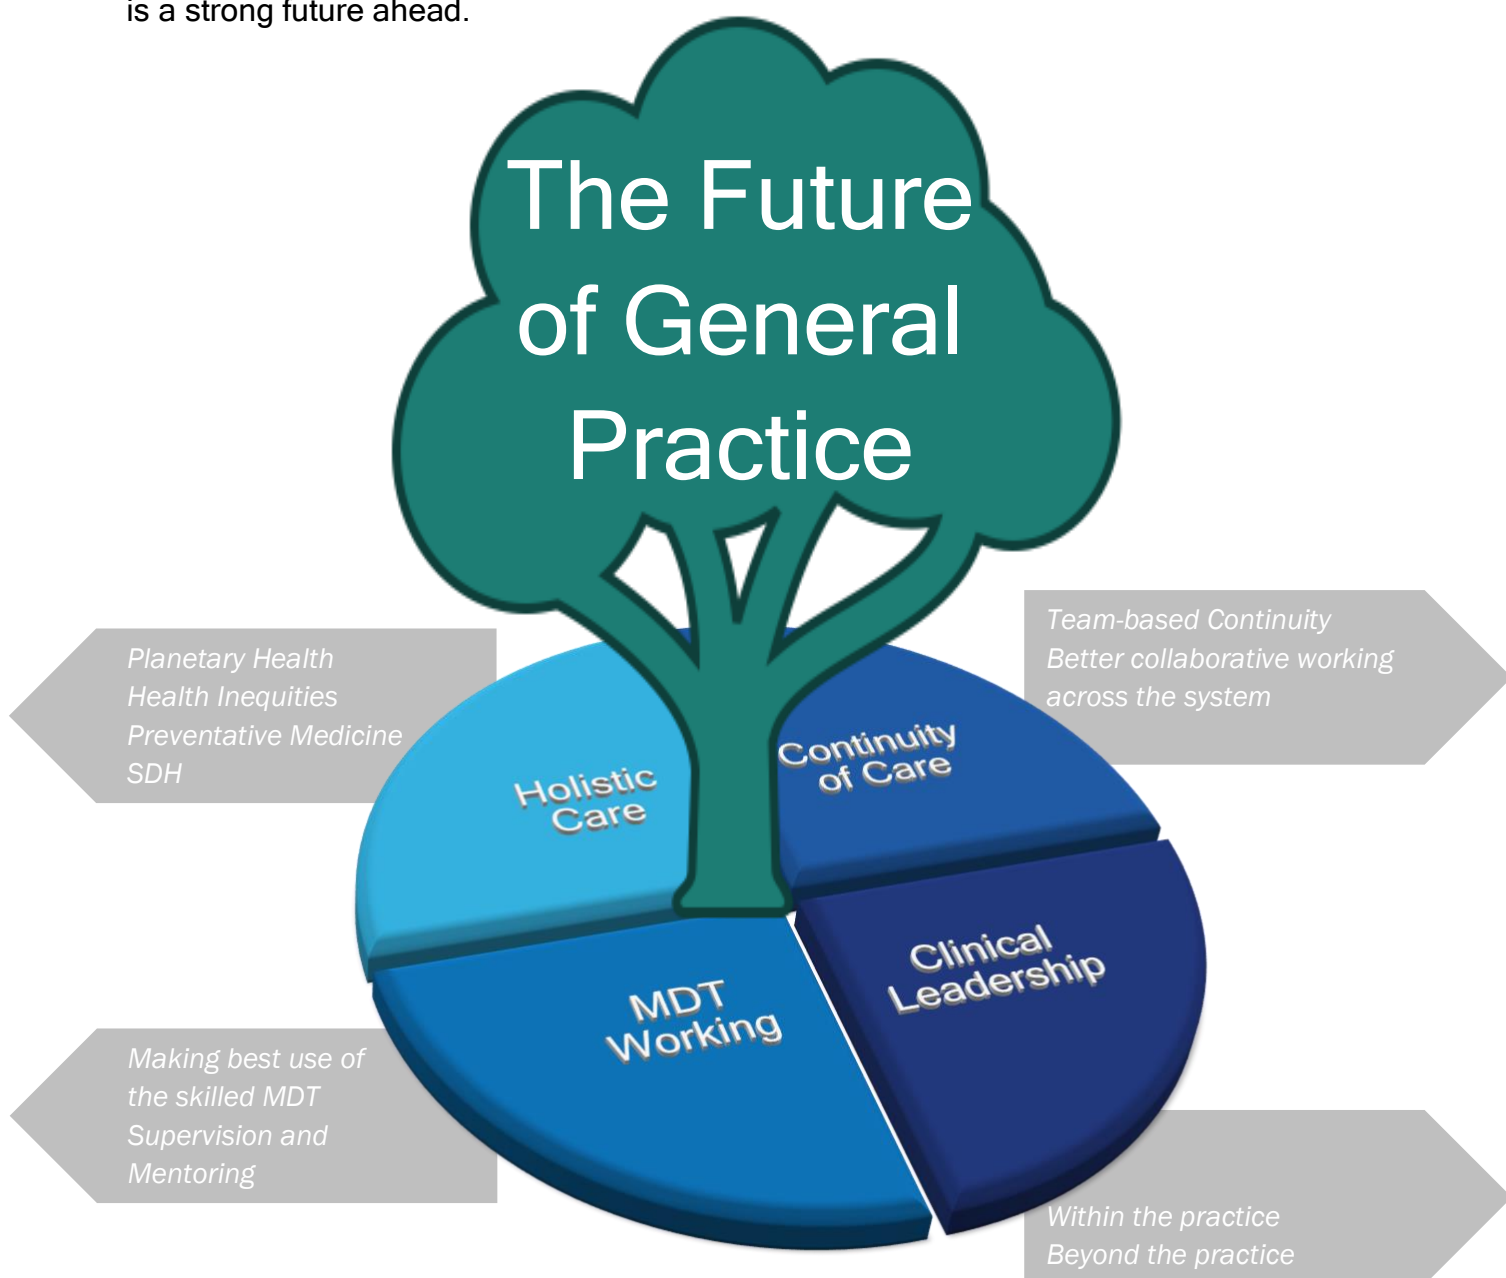 is a strong future ahead.
The Future
of General
Practice
Planetary Health
Health Inequities
Preventative Medicine
SDH
Team-based Continuity
Better collaborative working
across the system
Holistic
Care
Continuity
of Care
MDT
Working
Clinical
Leadership
Making best use of
the skilled MDT
Supervision and
Mentoring
Within the practice
Beyond the practice